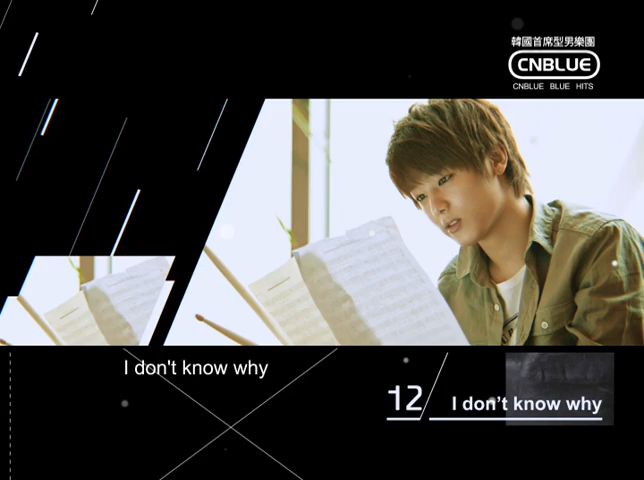 韓國首席型男樂團
CNBLUE
CNBLUE BLUE HITS
I don't know why
12
I don't know why